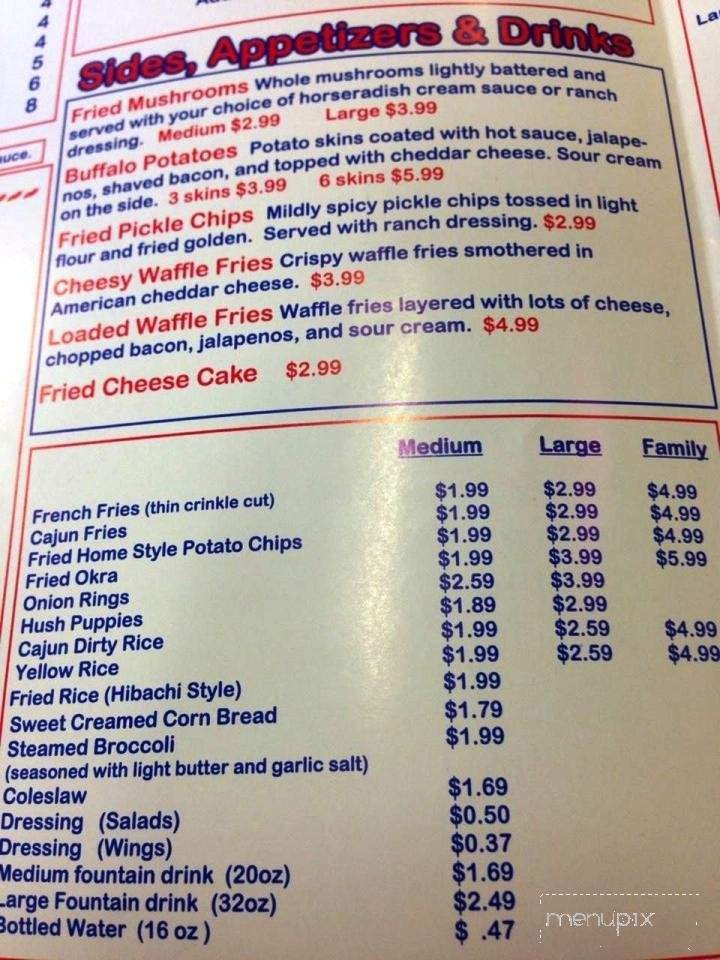 4
4
4
5
6
8
uce.
La
Sides, Appetizers & Drinks
Fried Mushrooms Whole mushrooms lightly battered and
served with your choice of horseradish cream sauce or ranch
dressing. Medium $2.99 Large $3.99
Buffalo Potatoes Potato skins coated with hot sauce, jalape-
nos, shaved bacon, and topped with cheddar cheese. Sour cream
on the side. 3 skins $3.99 6 skins $5.99
Fried Pickle Chips Mildly spicy pickle chips tossed in light
flour and fried golden. Served with ranch dressing. $2.99
Cheesy Waffle Fries Crispy waffle fries smothered in
American cheddar cheese. $3.99
Loaded Waffle Fries Waffle fries layered with lots of cheese,
chopped bacon, jalapenos, and sour cream. $4.99
Fried Cheese Cake $2.99
Medium Large Family
French Fries (thin crinkle cut) $1.99 $2.99 $4.99
Cajun Fries $1.99 $2.99 $4.99
Fried Home Style Potato Chips $1.99 $2.99 $4.99
Fried Okra $1.99 $3.99 $5.99
Onion Rings $2.59 $3.99
Hush Puppies $1.89 $2.99
Cajun Dirty Rice $1.99 $2.59 $4.99
Yellow Rice $1.99 $2.59 $4.99
Fried Rice (Hibachi Style) $1.99
Sweet Creamed Corn Bread $1.79
Steamed Broccoli $1.99
(seasoned with light butter and garlic salt)
Coleslaw $1.69
Dressing (Salads) $0.50
Dressing (Wings) $0.37
Medium fountain drink (20oz) $1.69
Large Fountain drink (32oz) $2.49
Bottled Water (16 oz ) $ .47
menupix